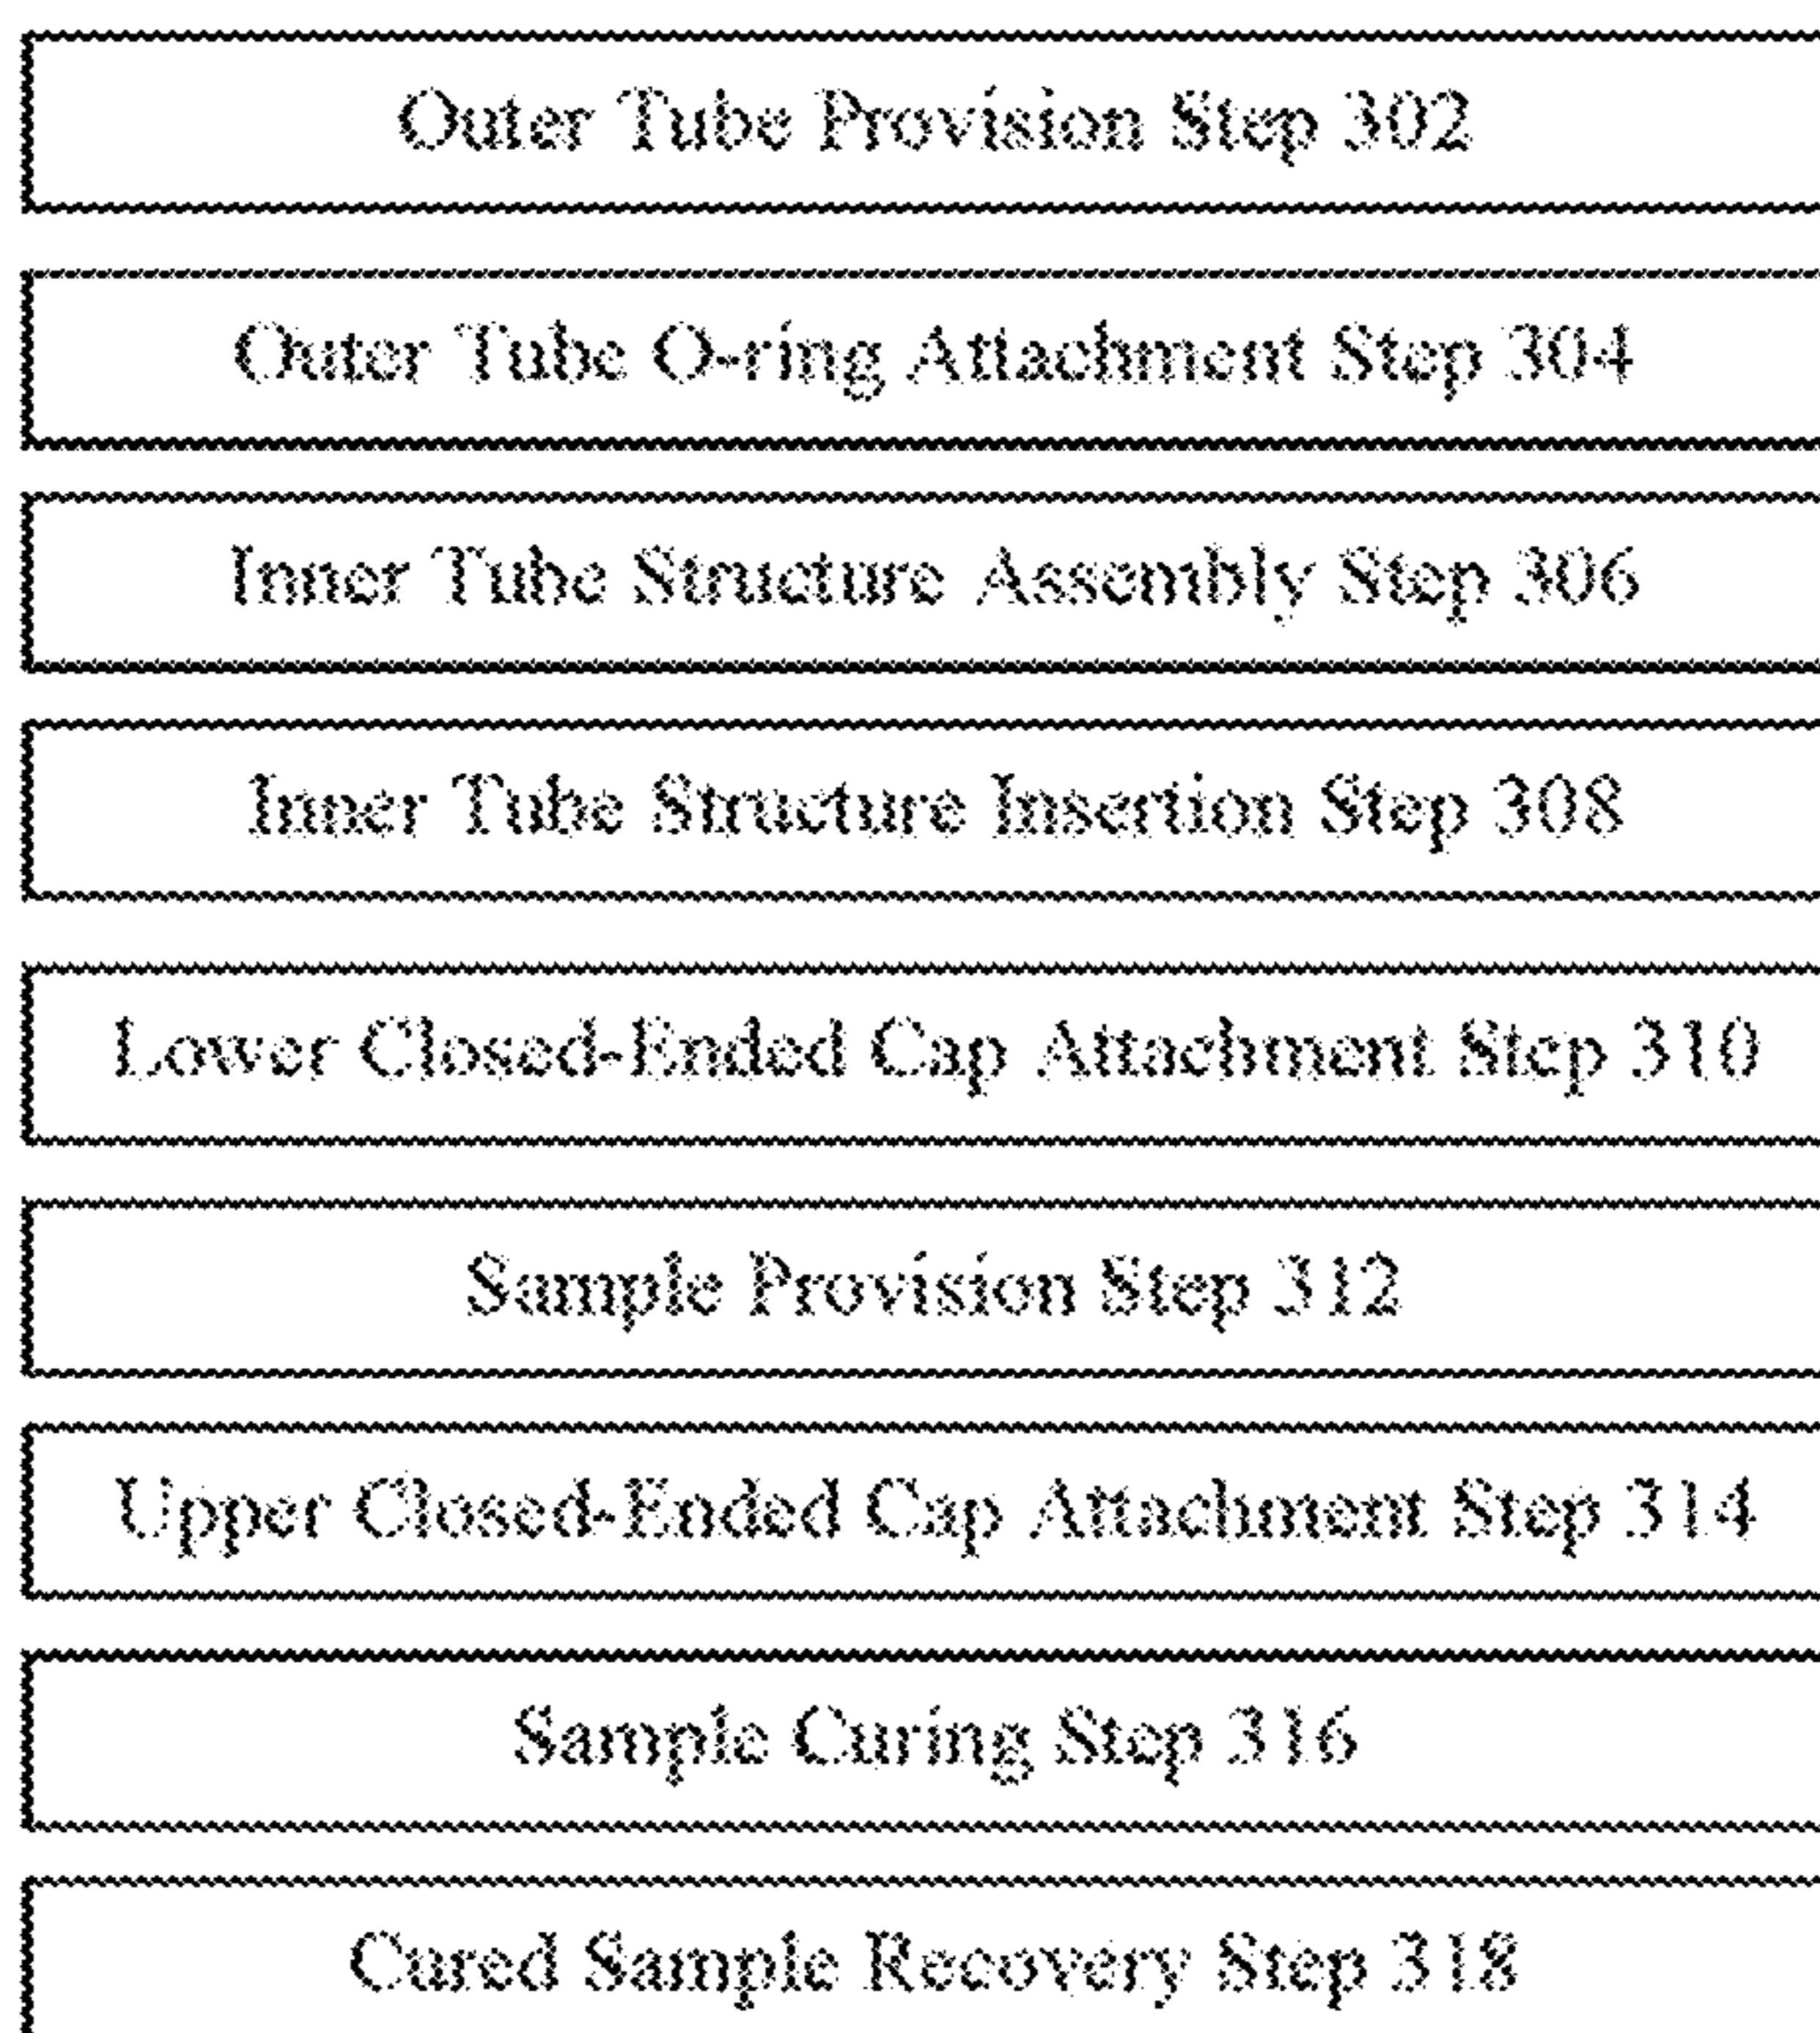 Outer Tube Provision Step 302
Outer Tube O-ring Attachment Step 304
Inner Tube Structure Assembly Step 306
Inner Tube Structure Insertion Step 308
Lower Closed-Ended Cap Attachment Step 310
Sample Provision Step 312
Upper Closed-Ended Cap Attachment Step 314
Sample Curing Step 316
Cured Sample Recovery Step 318